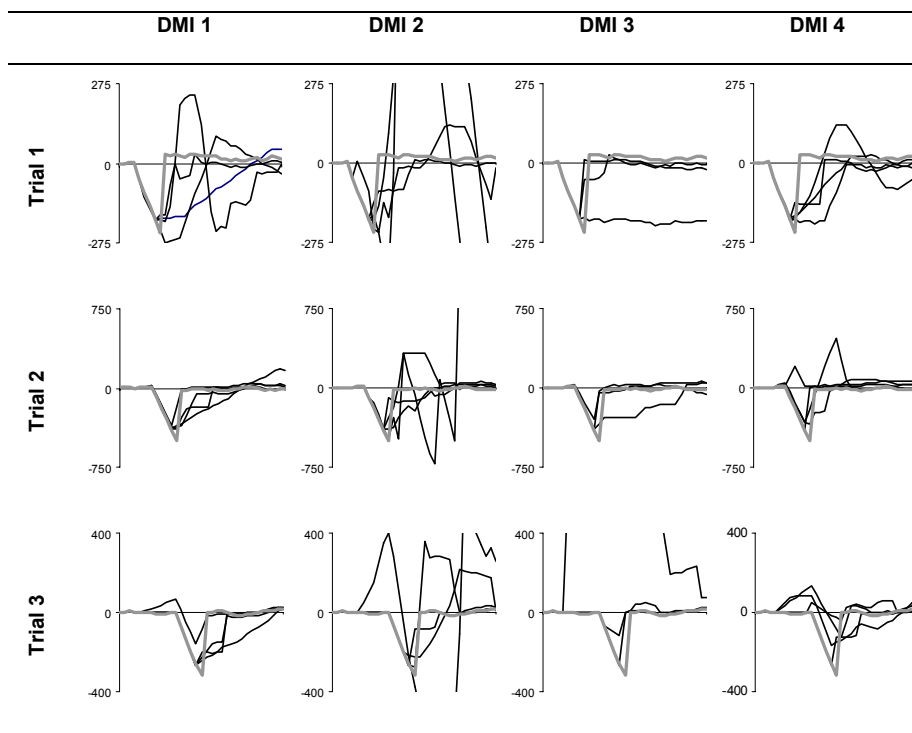 DMI 1 DMI 2 DMI 3 DMI 4
Trial 1
275 275 275 275
0 0 0 0
-275 -275 -275 -275
Trial 2
750 750 750 750
0 0 0 0
-750 -750 -750 -750
Trial 3
400 400 400 400
0 0 0 0
-400 -400 -400 -400